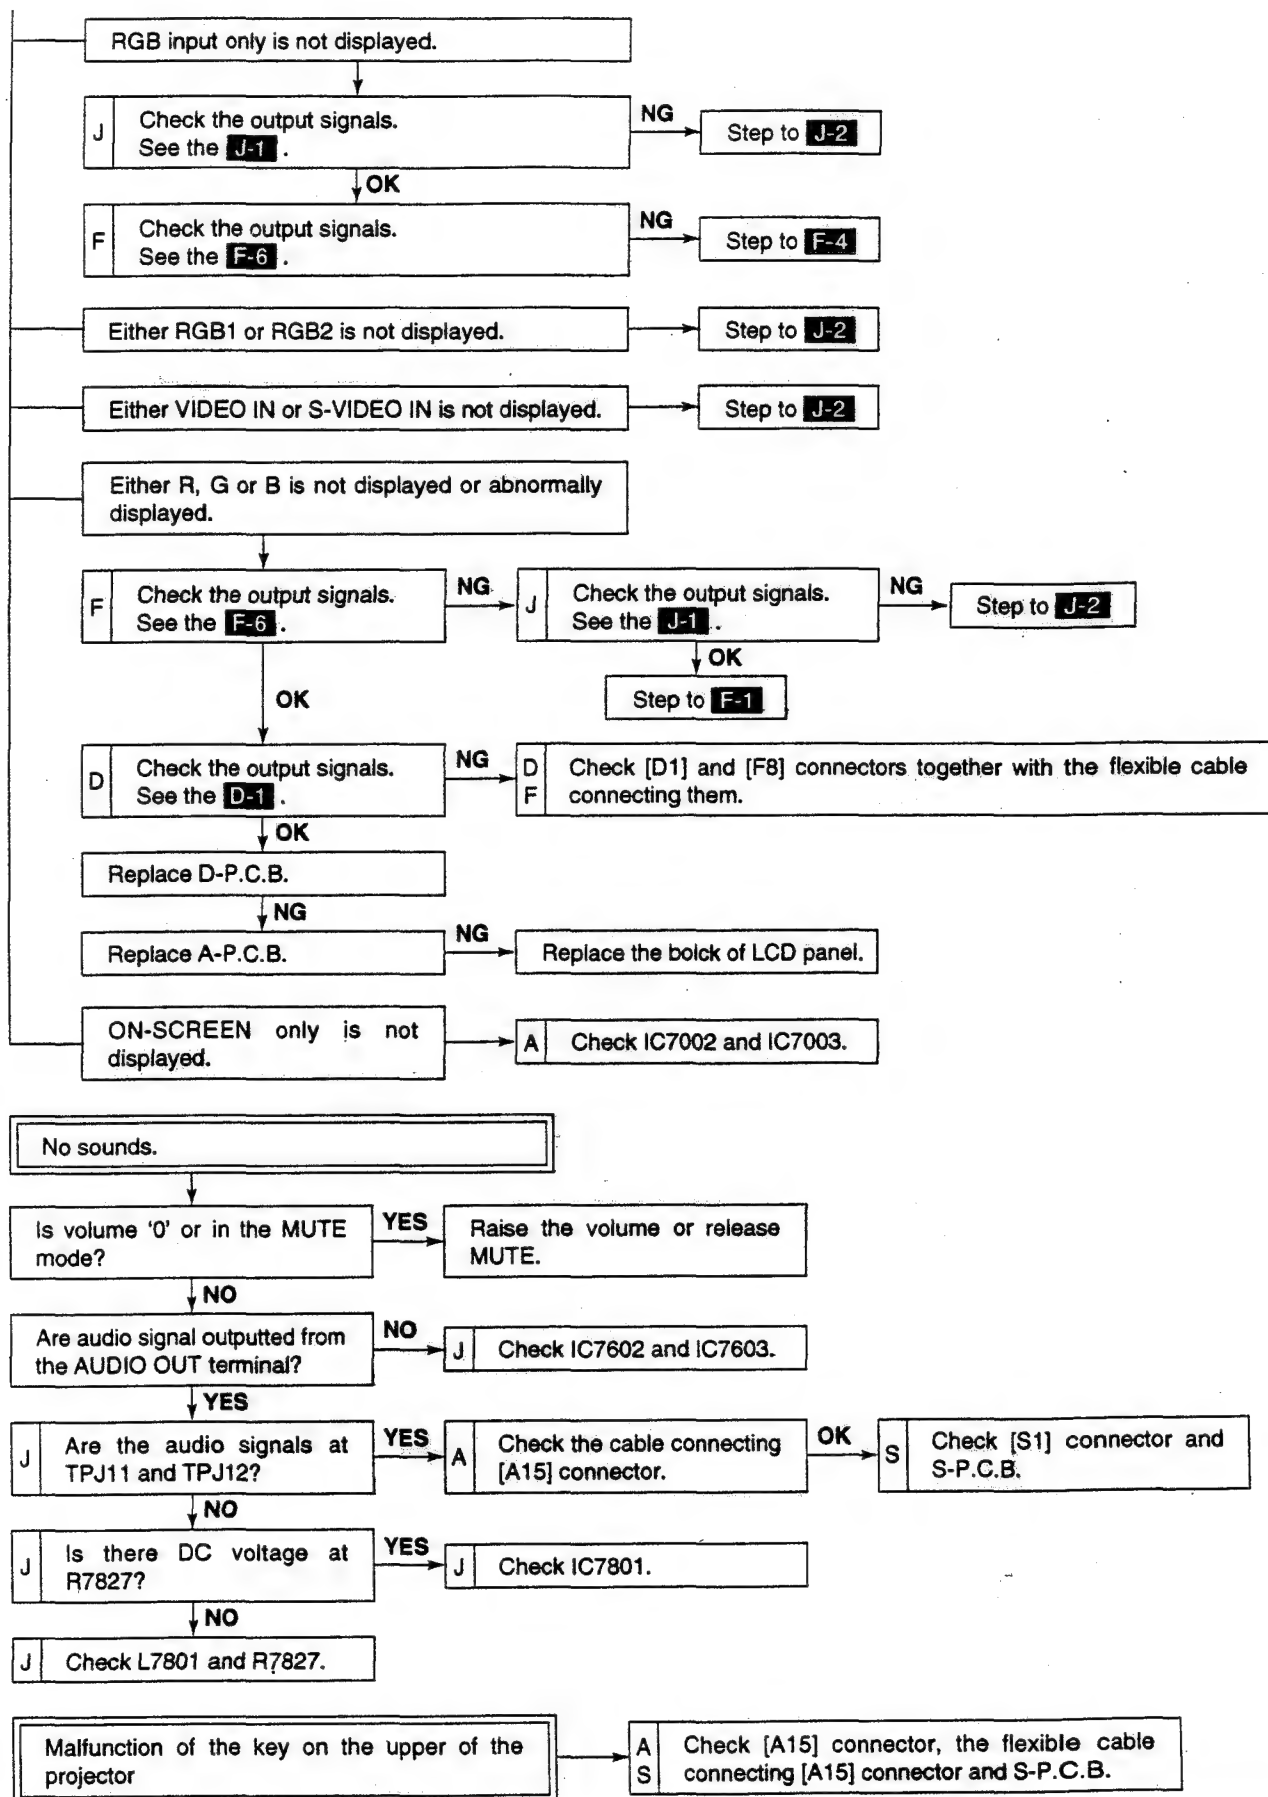 RGB input only is not displayed.
J
Check the output signals.
See the J-1 .
NG
Step to J-2
OK
F
Check the output signals.
See the F-6 .
NG
Step to F-4
Either RGB1 or RGB2 is not displayed.
Step to J-2
Either VIDEO IN or S-VIDEO IN is not displayed.
Step to J-2
Either R, G or B is not displayed or abnormally
displayed.
F
Check the output signals.
See the F-6 .
NG
J
Check the output signals.
See the J-1 .
NG
Step to J-2
OK
Step to F-1
OK
D
Check the output signals.
See the D-1 .
NG
D
F
Check [D1] and [F8] connectors together with the flexible cable
connecting them.
OK
Replace D-P.C.B.
NG
Replace A-P.C.B.
NG
Replace the bolck of LCD panel.
ON-SCREEN only is not
displayed.
A
Check IC7002 and IC7003.
No sounds.
Is volume '0' or in the MUTE
mode?
YES
Raise the volume or release
MUTE.
NO
Are audio signal outputted from
the AUDIO OUT terminal?
NO
J
Check IC7602 and IC7603.
YES
J
Are the audio signals at
TPJ11 and TPJ12?
YES
A
Check the cable connecting
[A15] connector.
OK
S
Check [S1] connector and
S-P.C.B.
NO
J
Is there DC voltage at
R7827?
YES
J
Check IC7801.
NO
J
Check L7801 and R7827.
Malfunction of the key on the upper of the
projector
A
S
Check [A15] connector, the flexible cable
connecting [A15] connector and S-P.C.B.